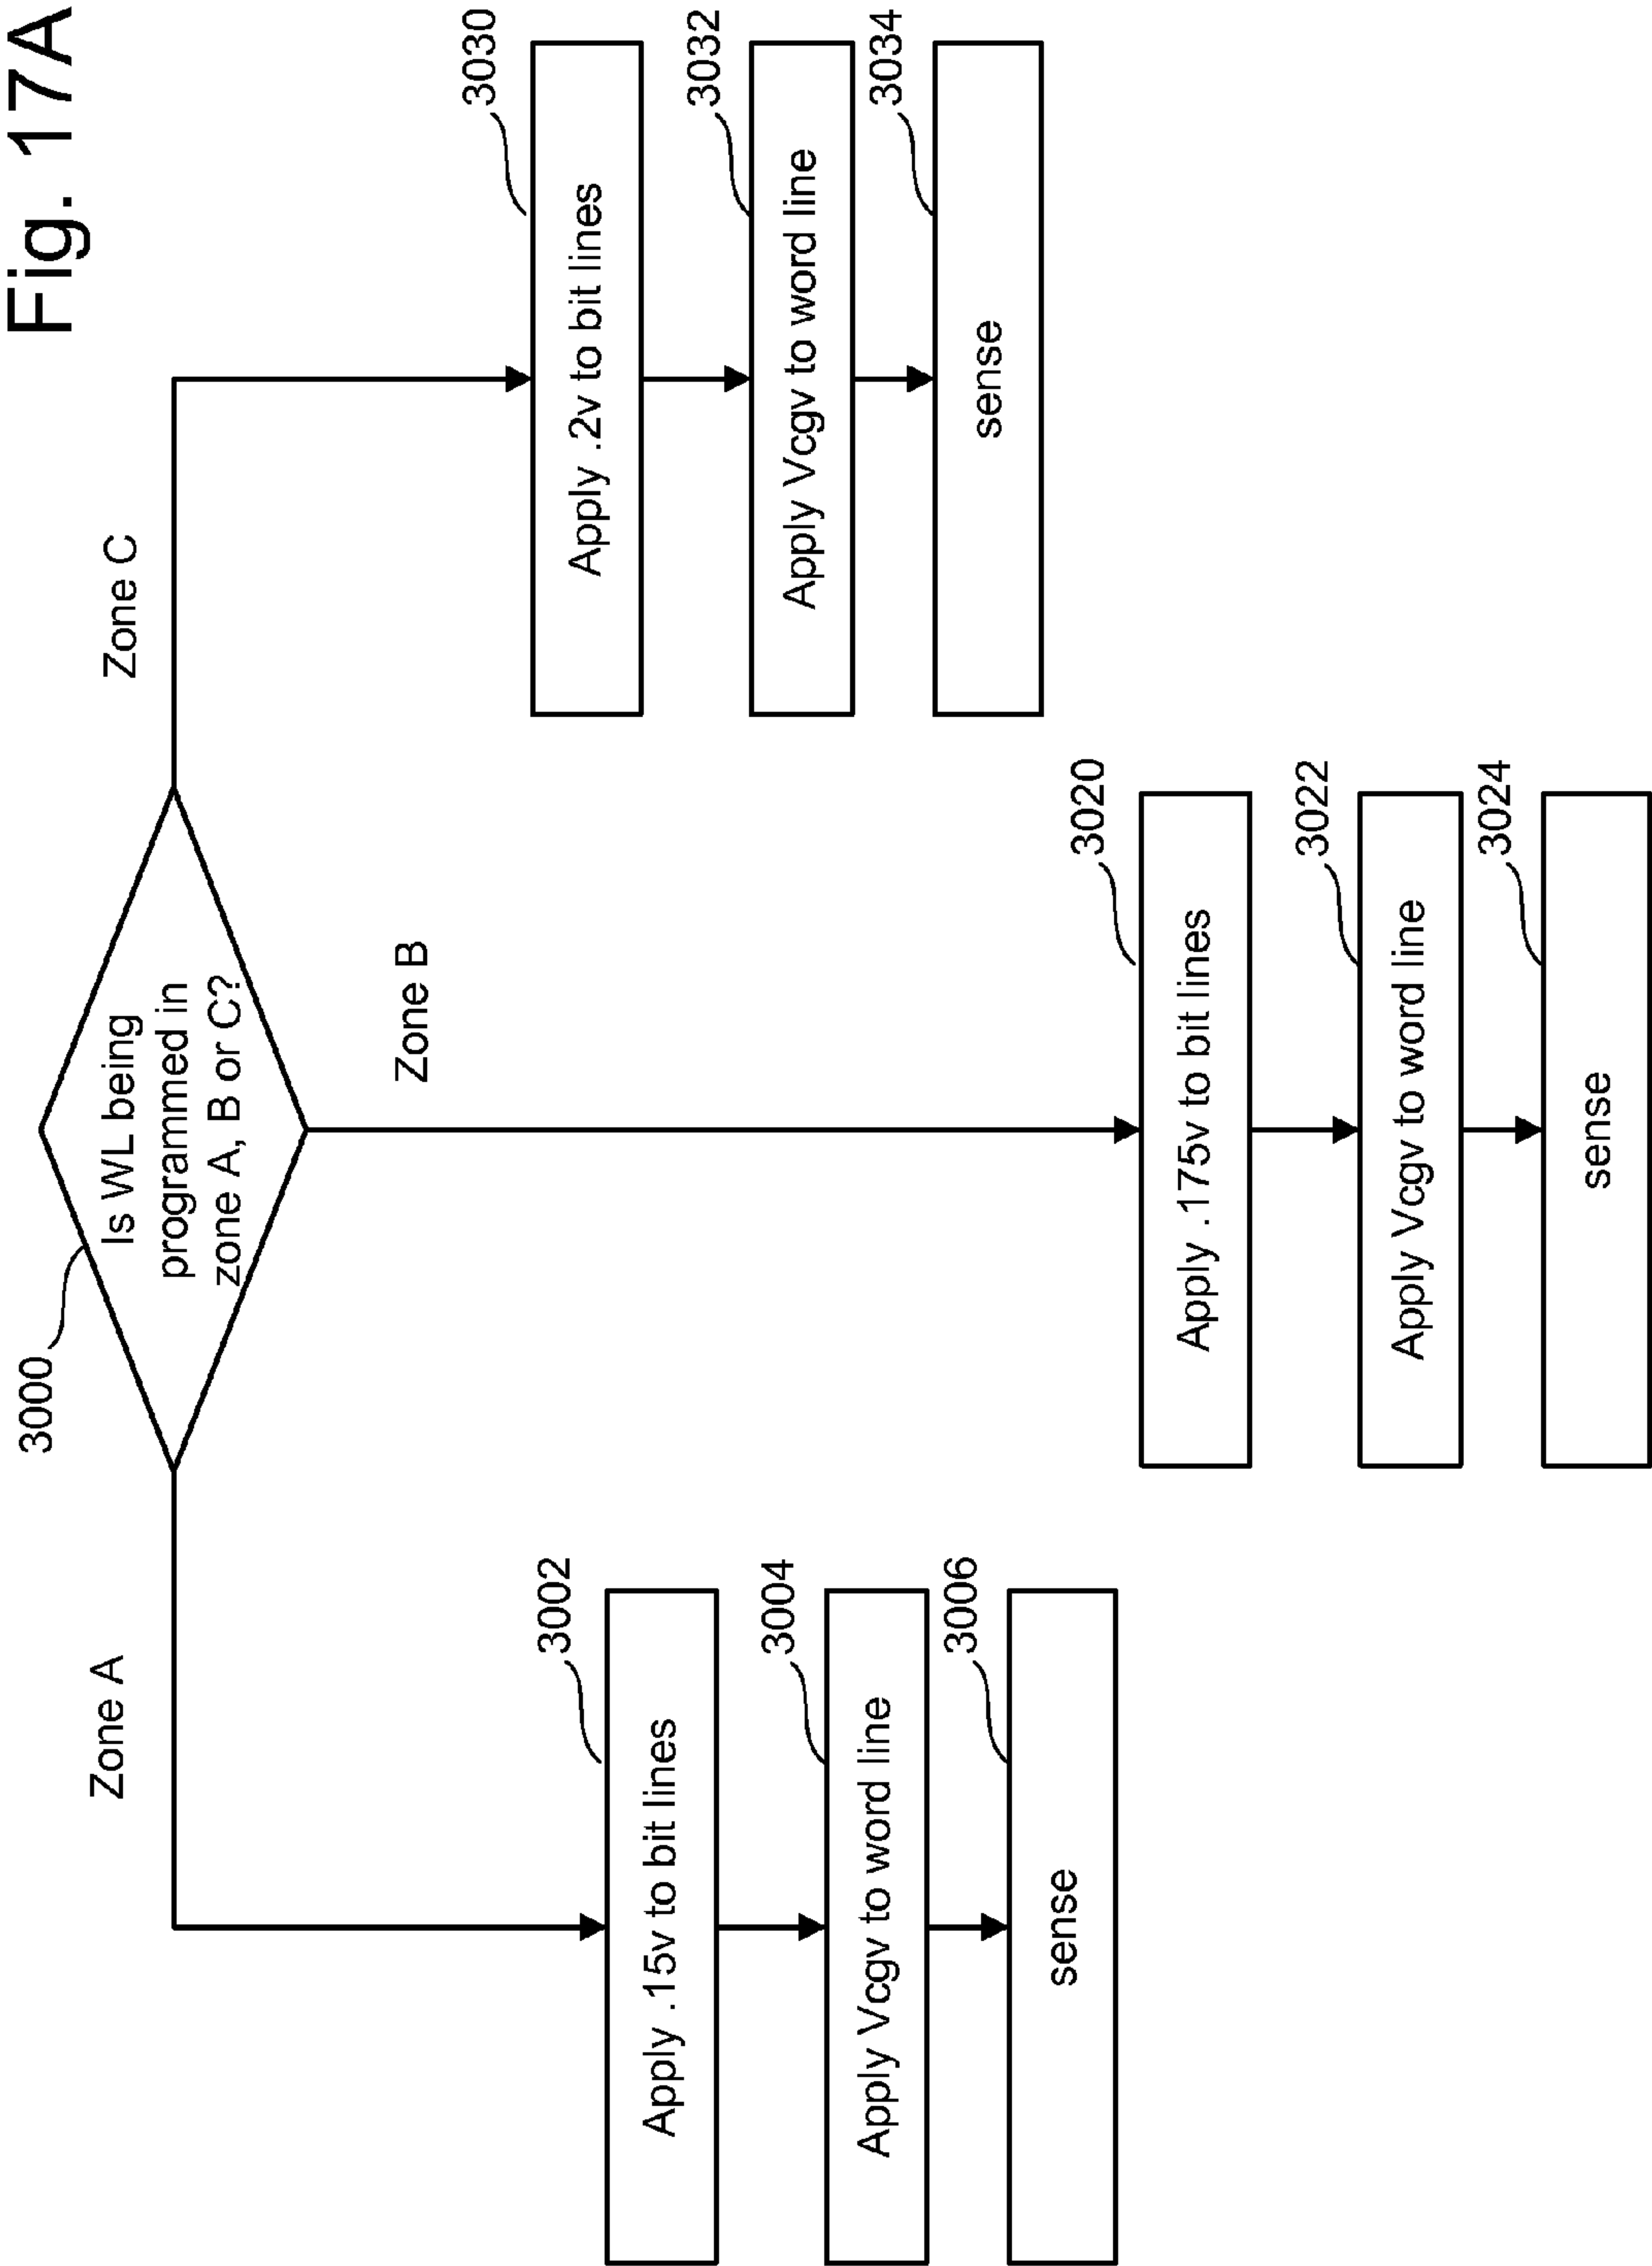 Fig. 17A
3000
Is WL being
programmed in
zone A, B or C?
Zone A
Zone B
Zone C
3002
Apply .15v to bit lines
3004
Apply Vcgv to word line
3006
sense
3020
Apply .175v to bit lines
3022
Apply Vcgv to word line
3024
sense
3030
Apply .2v to bit lines
3032
Apply Vcgv to word line
3034
sense